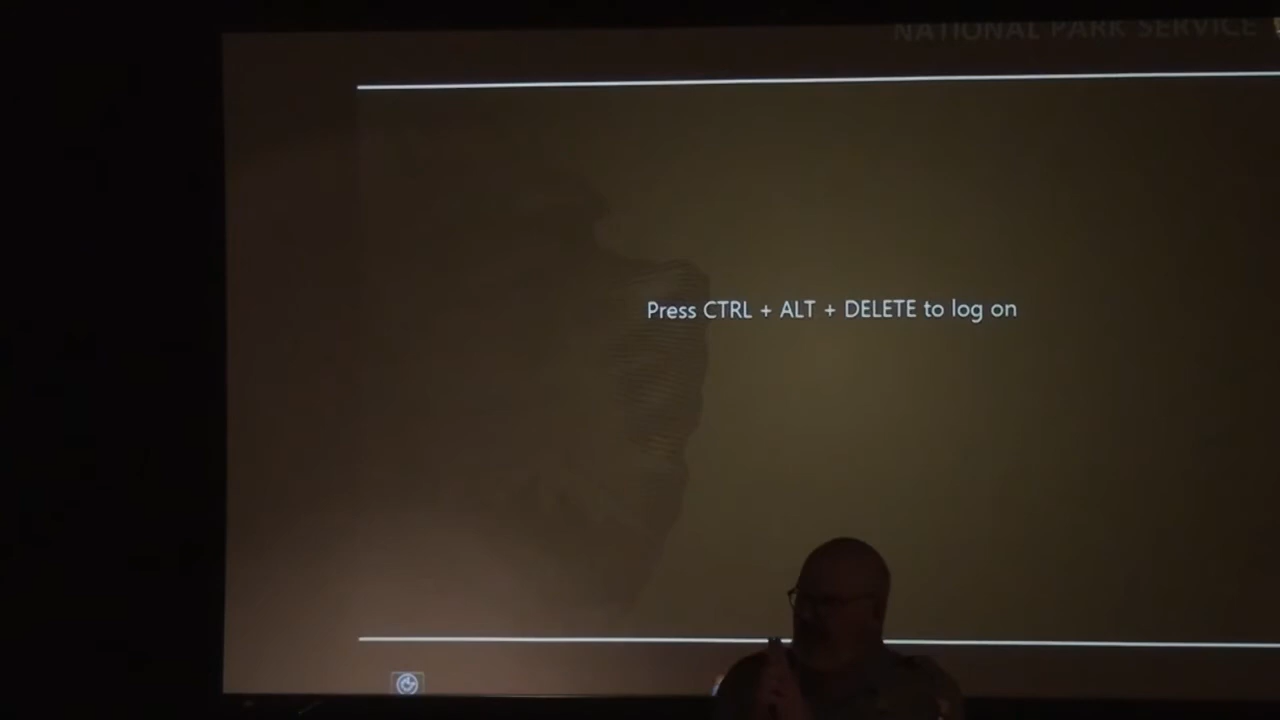 NATIONAL PARK SERVICE
Press CTRL + ALT + DELETE to log on